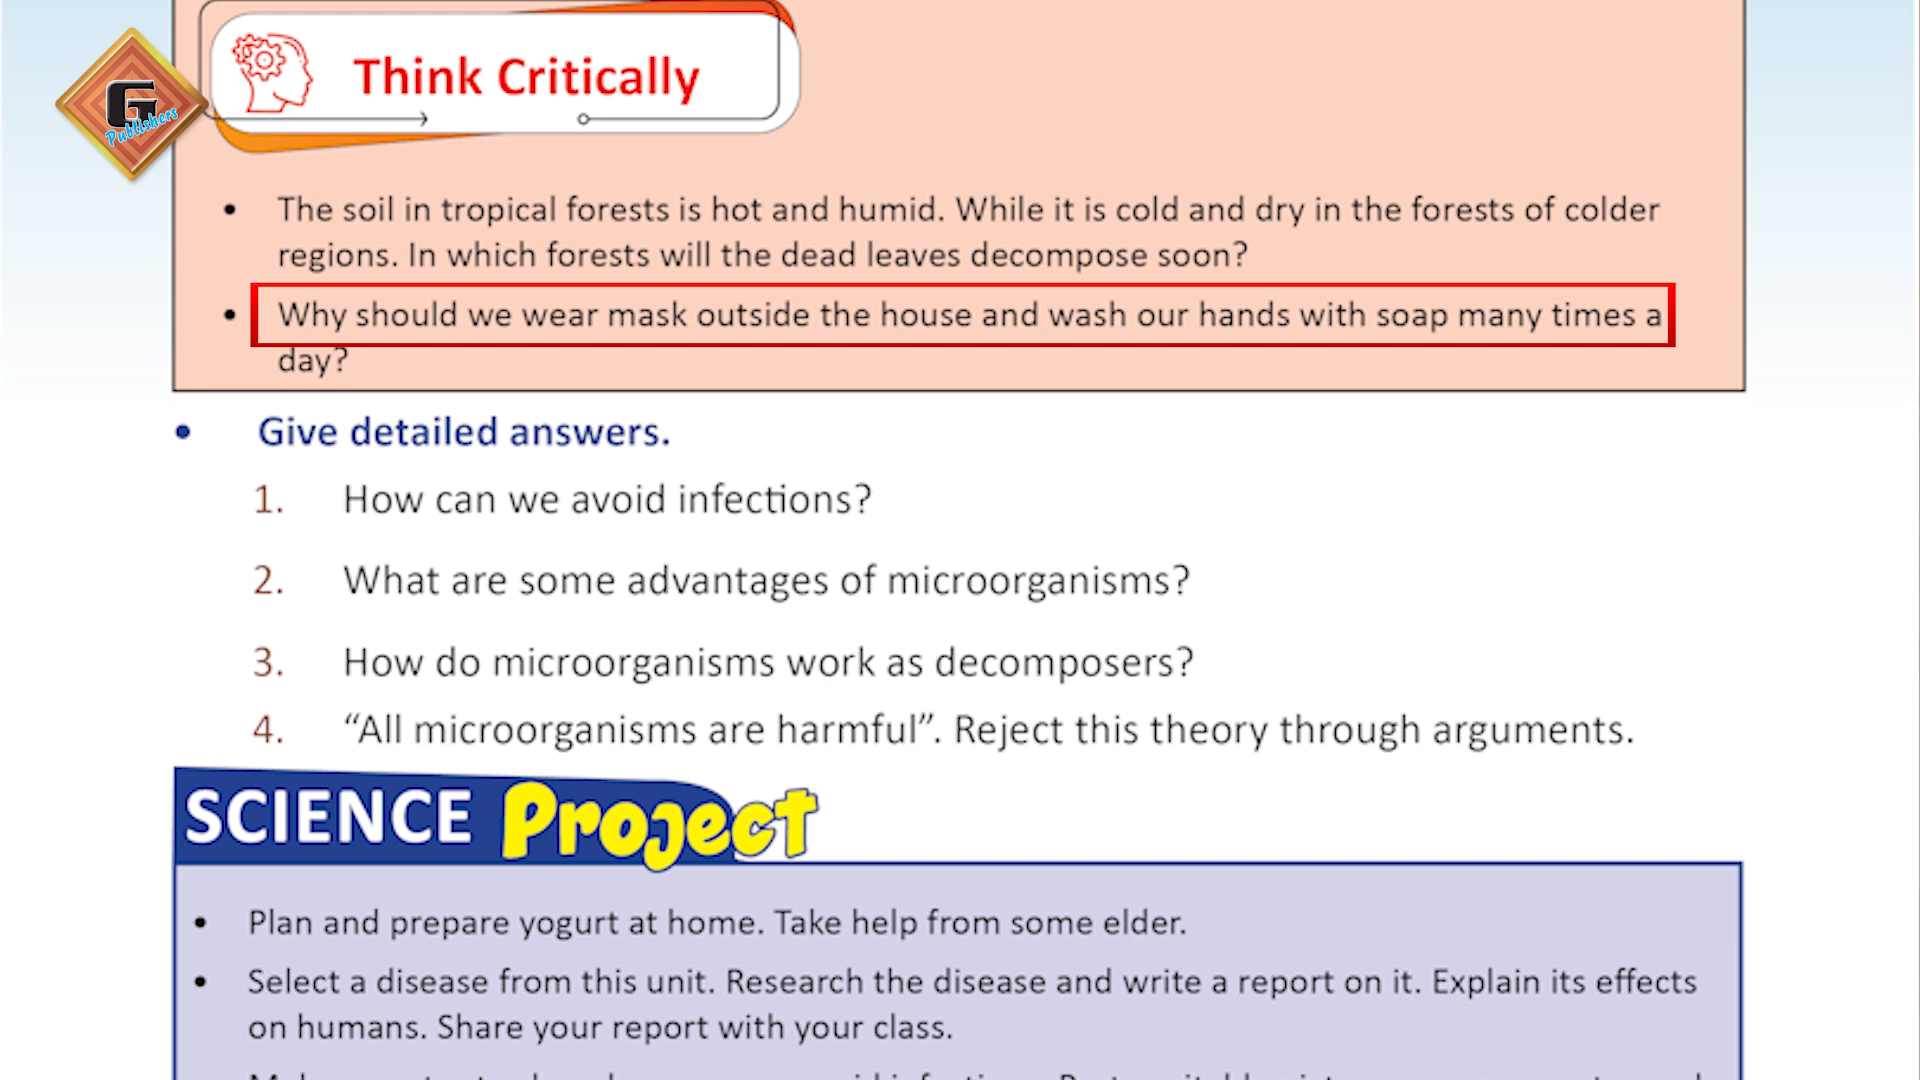 G
Publishers
Think Critically
• The soil in tropical forests is hot and humid. While it is cold and dry in the forests of colder
regions. In which forests will the dead leaves decompose soon?
• Why should we wear mask outside the house and wash our hands with soap many times a
day?
• Give detailed answers.
1. How can we avoid infections?
2. What are some advantages of microorganisms?
3. How do microorganisms work as decomposers?
4. “All microorganisms are harmful”. Reject this theory through arguments.
SCIENCE Project
• Plan and prepare yogurt at home. Take help from some elder.
• Select a disease from this unit. Research the disease and write a report on it. Explain its effects
on humans. Share your report with your class.